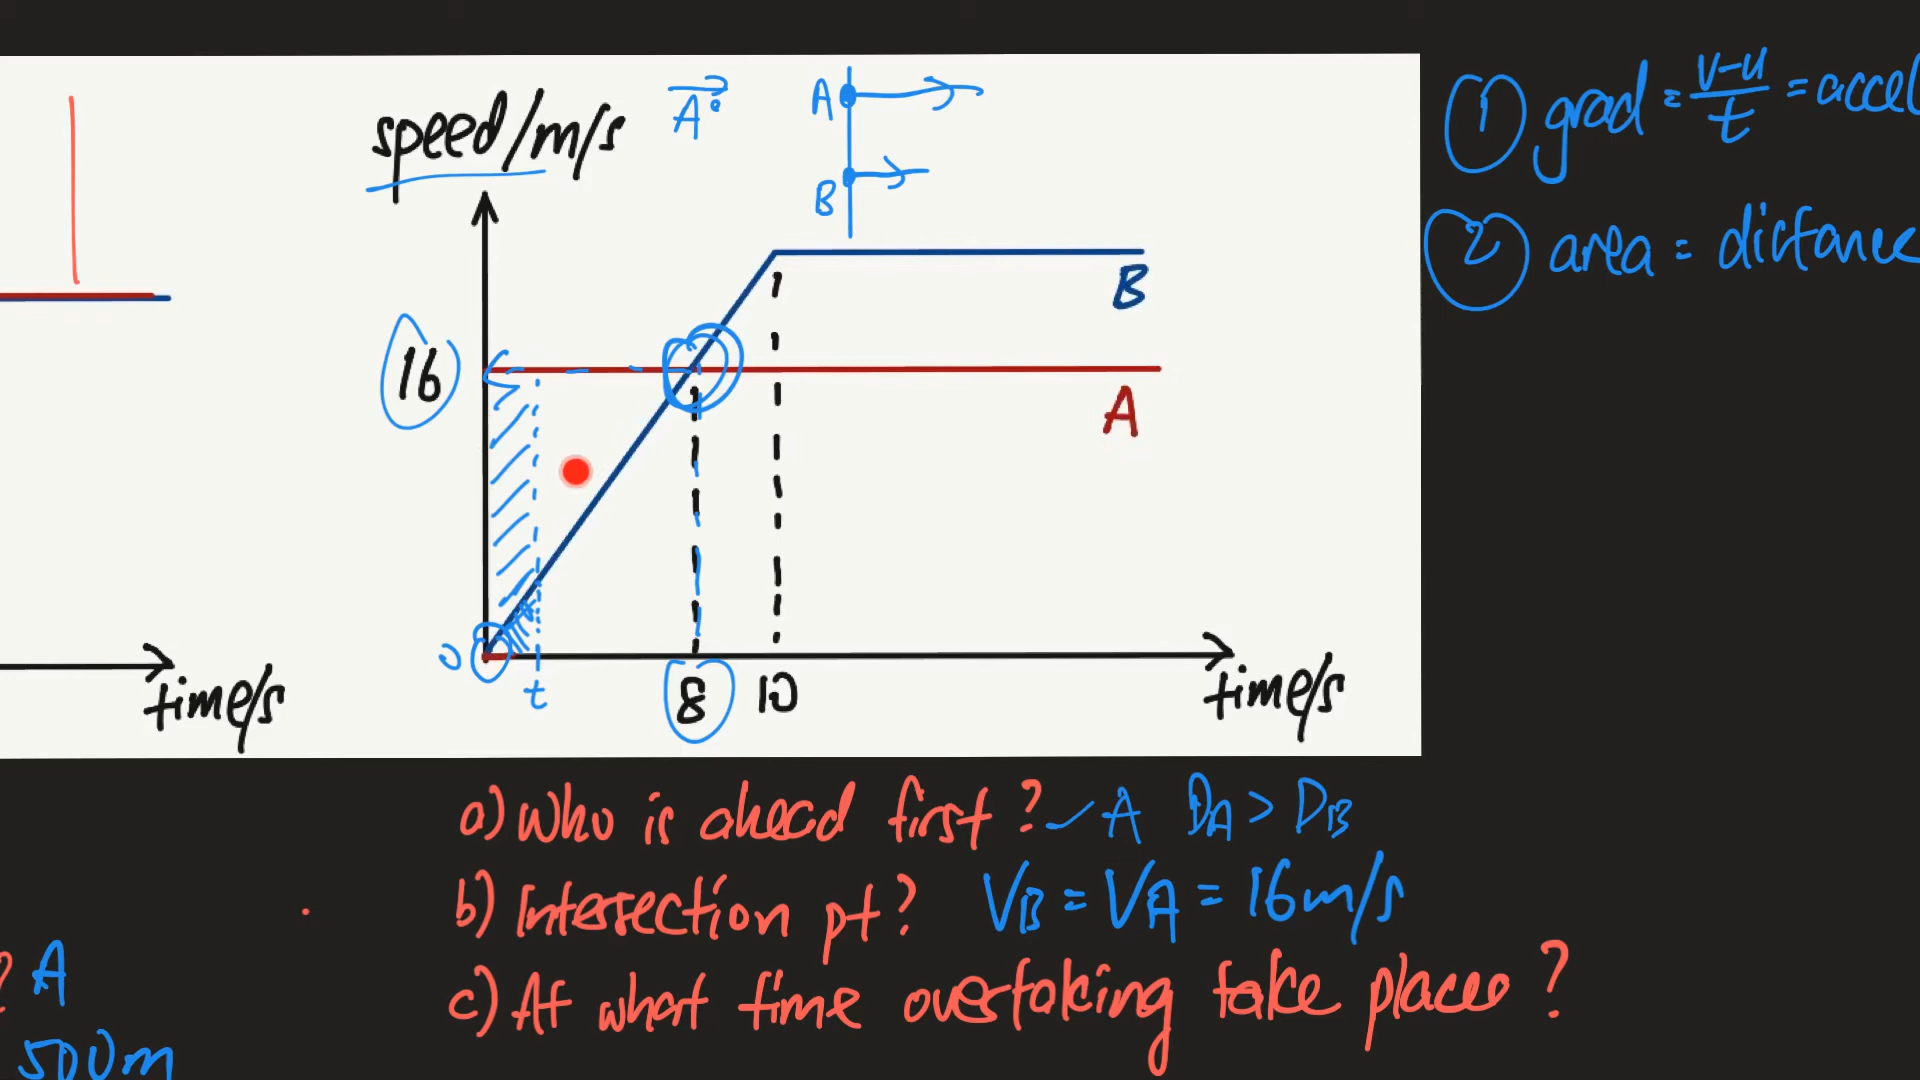 speed/m/s
A
A
B
① grad = v-u/t = accel
② area = distance
B
16
A
0
t
8
10
time/s
time/s
a) Who is ahead first? ✓ A DA > DB
b) Intersection pt? VB = VA = 16m/s
c) At what time overtaking take places?
? A
500m